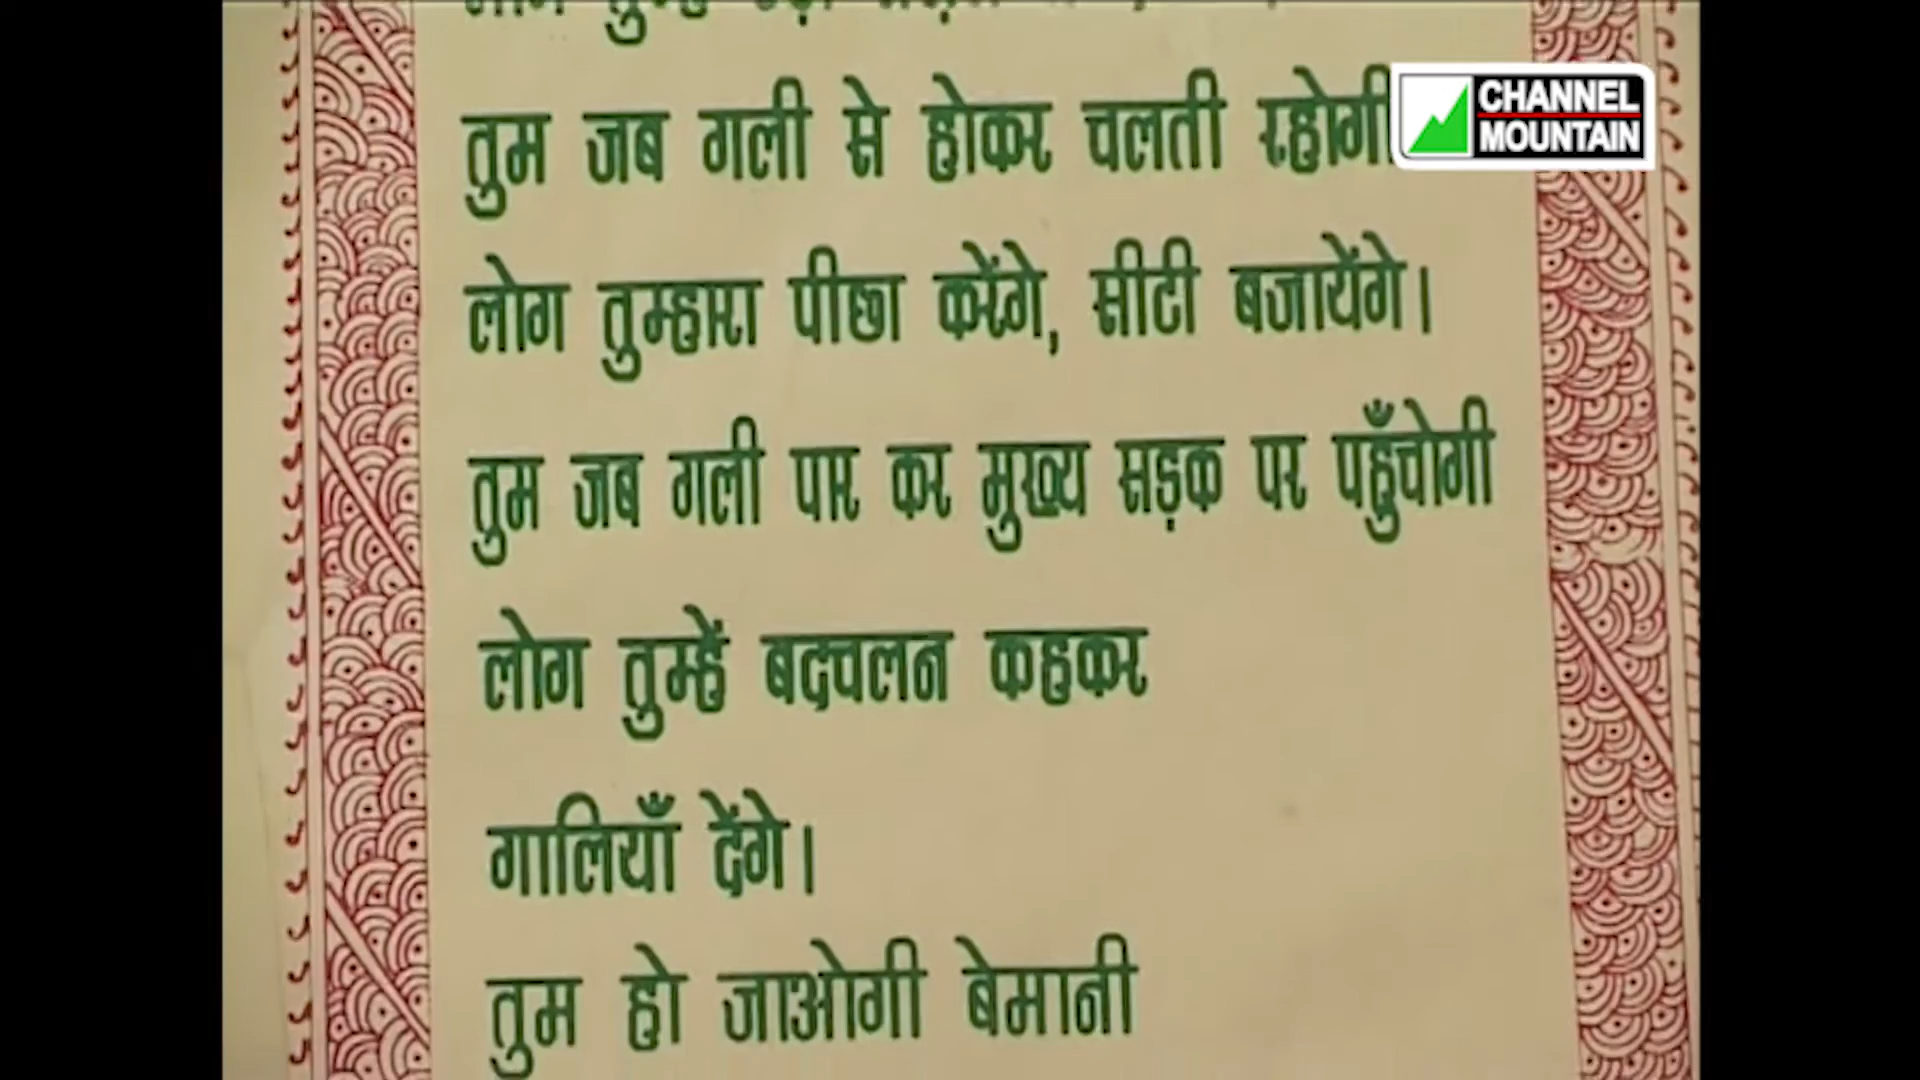 लोग तुम्हें
तुम जब गली से होकर चलती रहोगी
CHANNEL
MOUNTAIN
लोग तुम्हारा पीछा करेंगे, सीटी बजायेंगे।
तुम जब गली पार कर मुख्य सड़क पर पहुँचोगी
लोग तुम्हें बदचलन कहकर
गालियाँ देंगे।
तुम हो जाओगी बेमानी